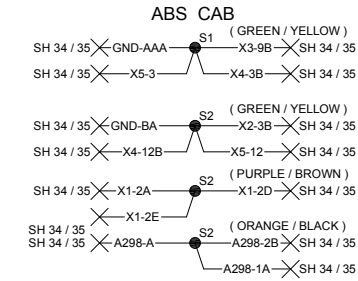 ABS CAB
S1 ( GREEN / YELLOW )
SH 34 / 35 GND-AAA X3-9B SH 34 / 35
SH 34 / 35 X5-3 X4-3B SH 34 / 35
S2 ( GREEN / YELLOW )
SH 34 / 35 GND-BA X2-3B SH 34 / 35
SH 34 / 35 X4-12B X5-12 SH 34 / 35
S2 ( PURPLE / BROWN )
SH 34 / 35 X1-2A X1-2D SH 34 / 35
X1-2E
SH 34 / 35
S2 ( ORANGE / BLACK )
SH 34 / 35 A298-A A298-2B SH 34 / 35
A298-1A SH 34 / 35